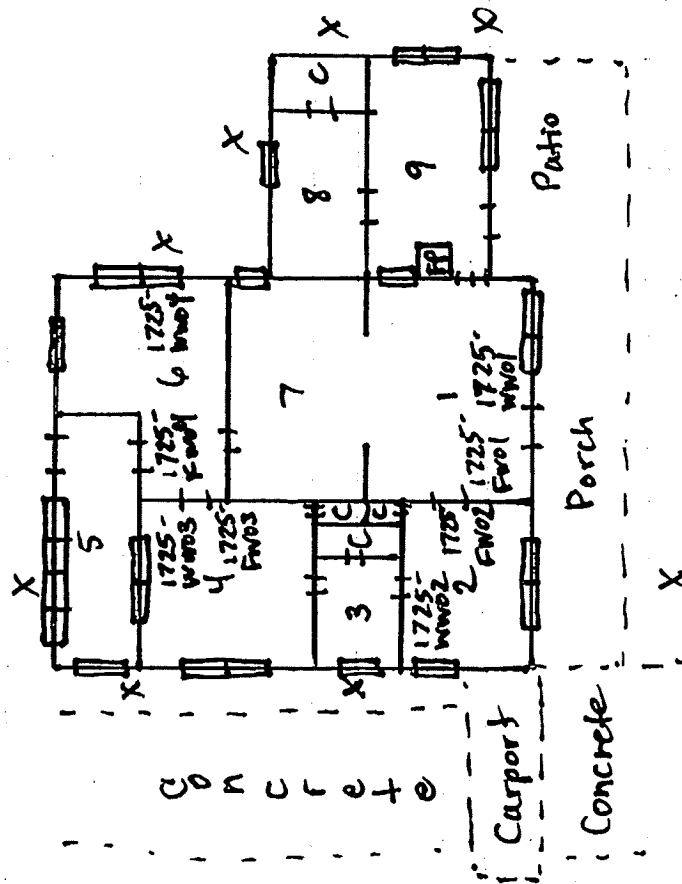 X
X
C
X
8
9
Patio
FP
X
1725-
WW04
6
7
1725-
FW04
1
1725-
WW01
1725-
FW01
Porch
X
5
1725-
WW03
4
1725-
FW03
C
C
C
3
1725
FW02
2
1725-
WW02
X
X
X
Concrete
Carport
Concrete